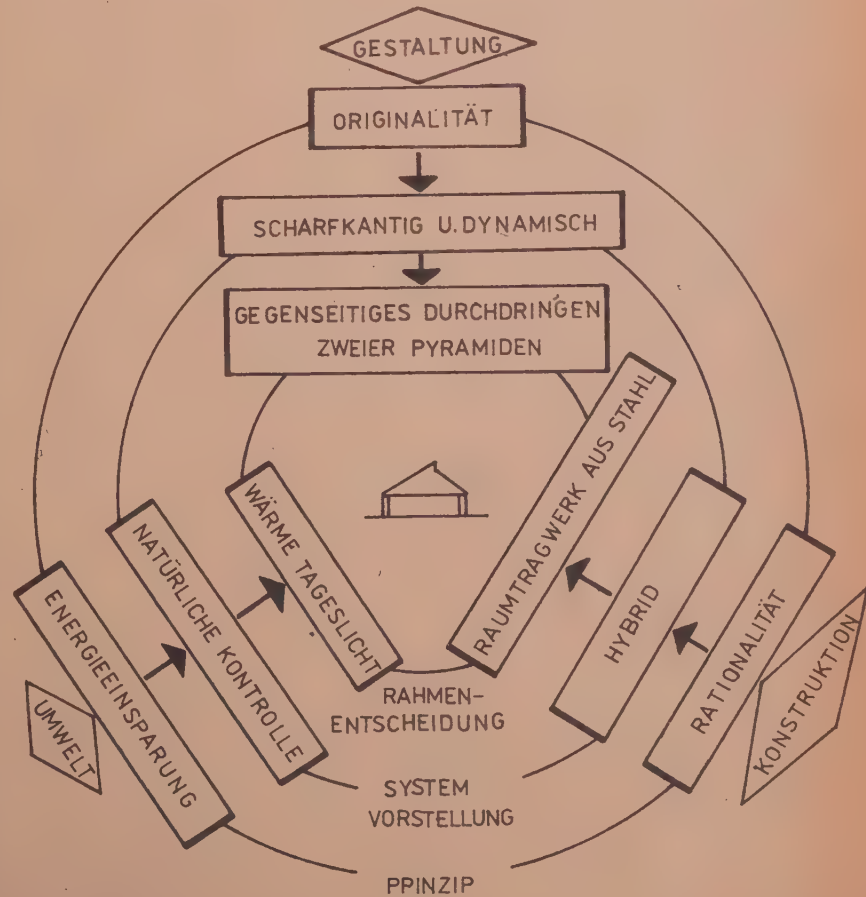 GESTALTUNG
ORIGINALITÄT
SCHARFKANTIG U. DYNAMISCH
GEGENSEITIGES DURCHDRINGEN
ZWEIER PYRAMIDEN
WÄRME TAGESLICHT
NATÜRLICHE KONTROLLE
ENERGIEEINSPARUNG
UMWELT
RAUMTRAGWERK AUS STAHL
HYBRID
RATIONALITÄT
KONSTRUKTION
RAHMEN-
ENTSCHEIDUNG
SYSTEM
VORSTELLUNG
PPINZIP